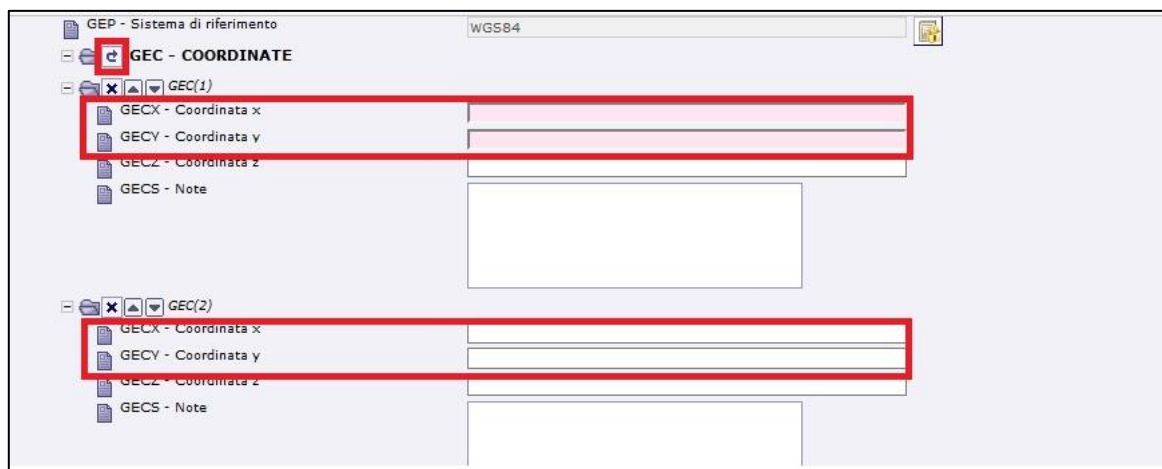 GEP - Sistema di riferimento WGS84
GEC - COORDINATE
GEC(1)
GECX - Coordinata x
GECY - Coordinata y
GECZ - Coordinata z
GECS - Note
GEC(2)
GECX - Coordinata x
GECY - Coordinata y
GECZ - Coordinata z
GECS - Note